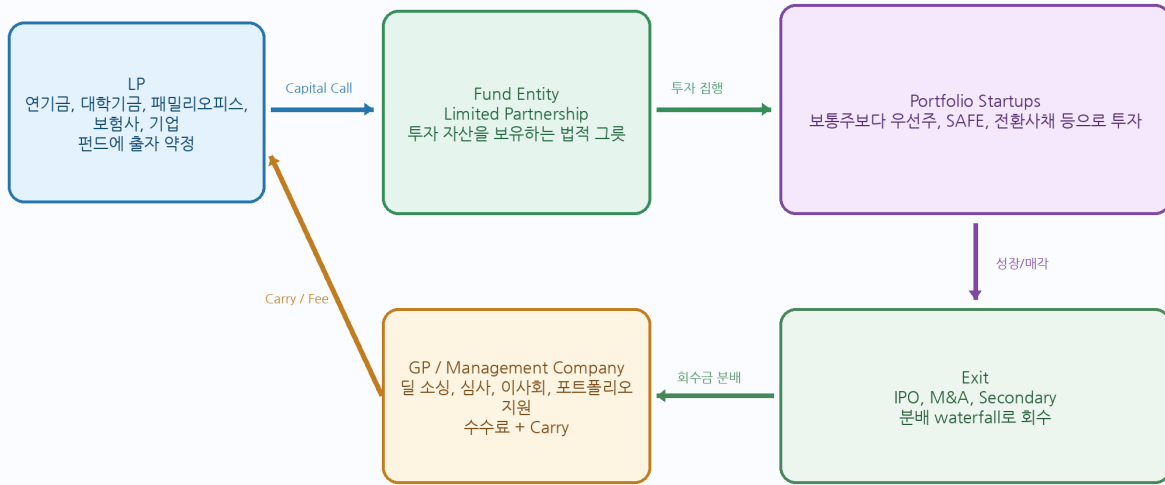 LP
연기금, 대학기금, 패밀리오피스,
보험사, 기업
펀드에 출자 약정
Capital Call
Fund Entity
Limited Partnership
투자 자산을 보유하는 법적 그릇
투자 집행
Portfolio Startups
보통주보다 우선주, SAFE, 전환사채 등으로 투자
성장/매각
Carry / Fee
GP / Management Company
딜 소싱, 심사, 이사회, 포트폴리오
지원
수수료 + Carry
회수금 분배
Exit
IPO, M&A, Secondary
분배 waterfall로 회수